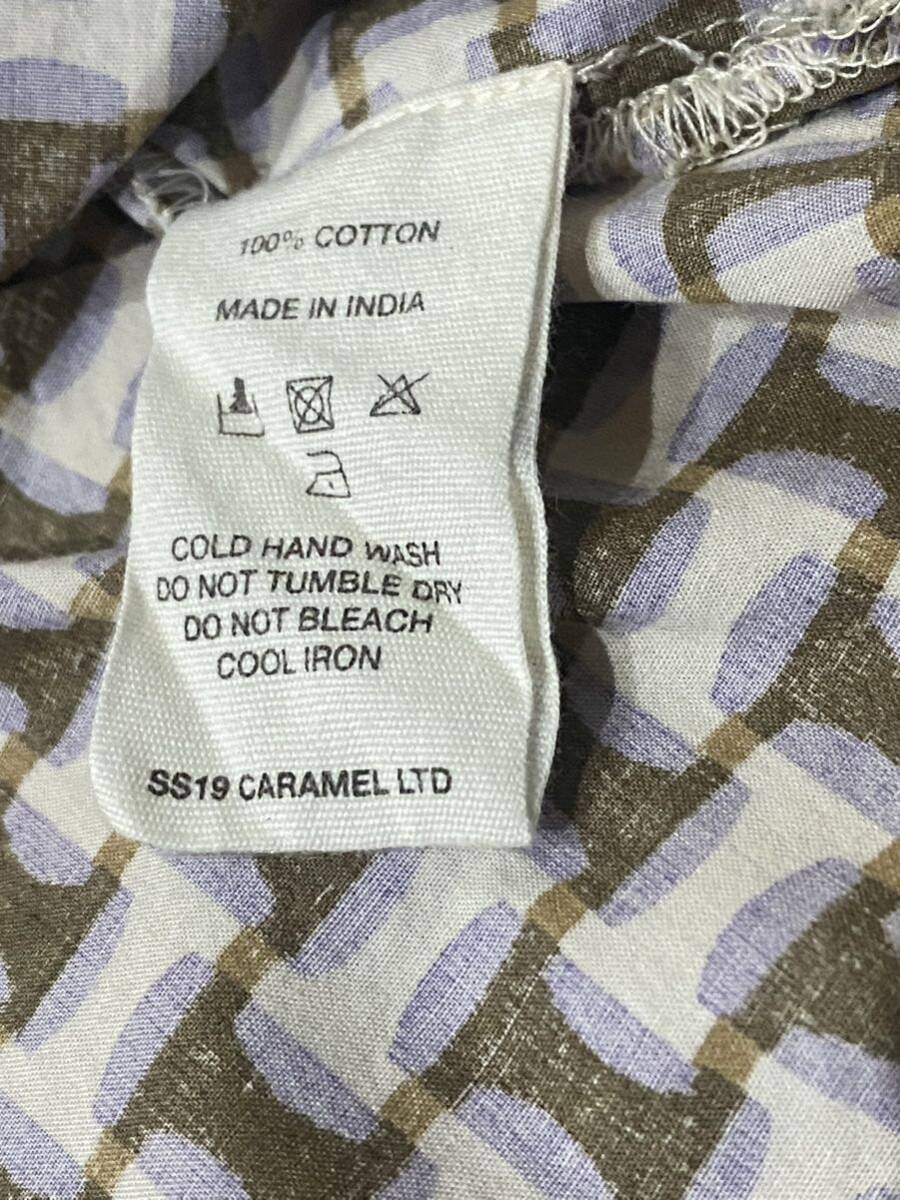 100% COTTON
MADE IN INDIA
COLD HAND WASH
DO NOT TUMBLE DRY
DO NOT BLEACH
COOL IRON
SS19 CARAMEL LTD